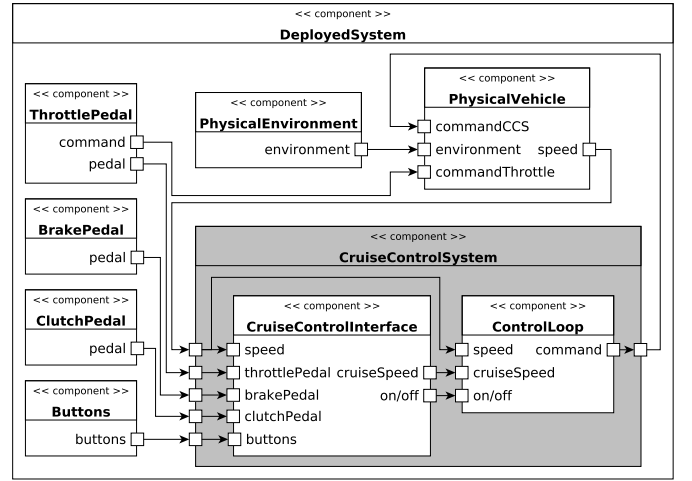 << component >>
DeployedSystem
<< component >>
ThrottlePedal
command
pedal
<< component >>
PhysicalEnvironment
environment
<< component >>
PhysicalVehicle
commandCCS
environment speed
commandThrottle
<< component >>
BrakePedal
pedal
<< component >>
ClutchPedal
pedal
<< component >>
Buttons
buttons
<< component >>
CruiseControlSystem
<< component >>
CruiseControlInterface
speed
throttlePedal cruiseSpeed
brakePedal on/off
clutchPedal
buttons
<< component >>
ControlLoop
speed command
cruiseSpeed
on/off